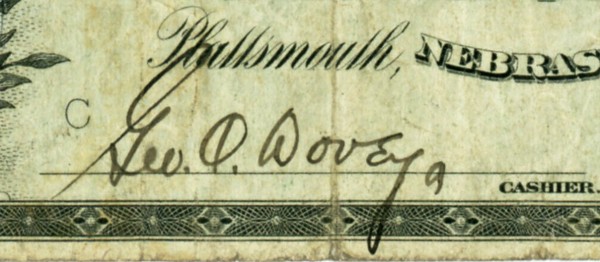 Plattsmouth, NEBRAS
C
Geo. O. Dovey
CASHIER.